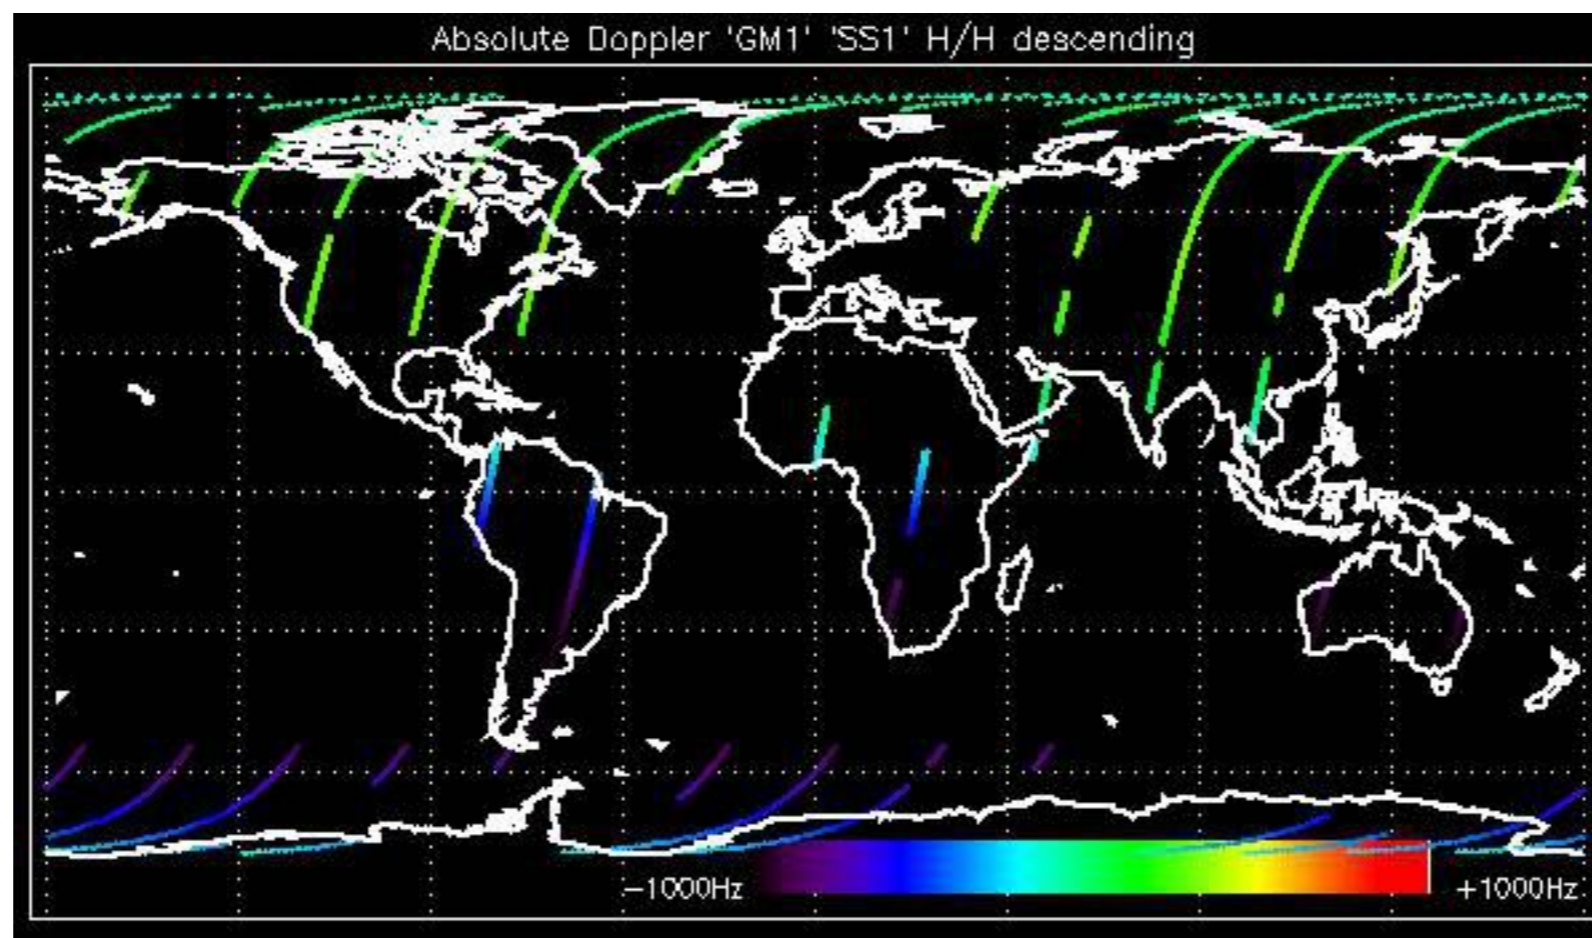 Absolute Doppler 'GM1' 'SS1' H/H descending
−1000Hz +1000Hz